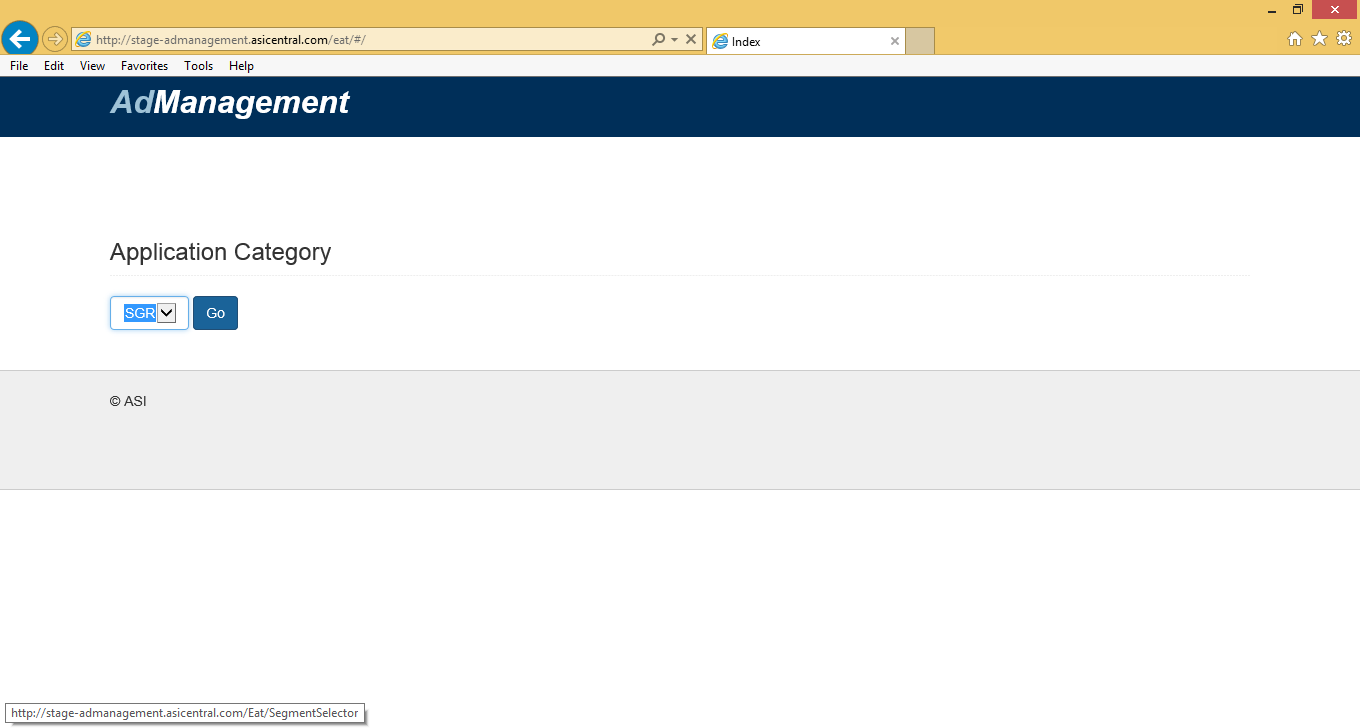 http://stage-admanagement.asicentral.com/eat/#/
Index
File Edit View Favorites Tools Help
AdManagement
Application Category
SGR Go
© ASI
http://stage-admanagement.asicentral.com/Eat/SegmentSelector